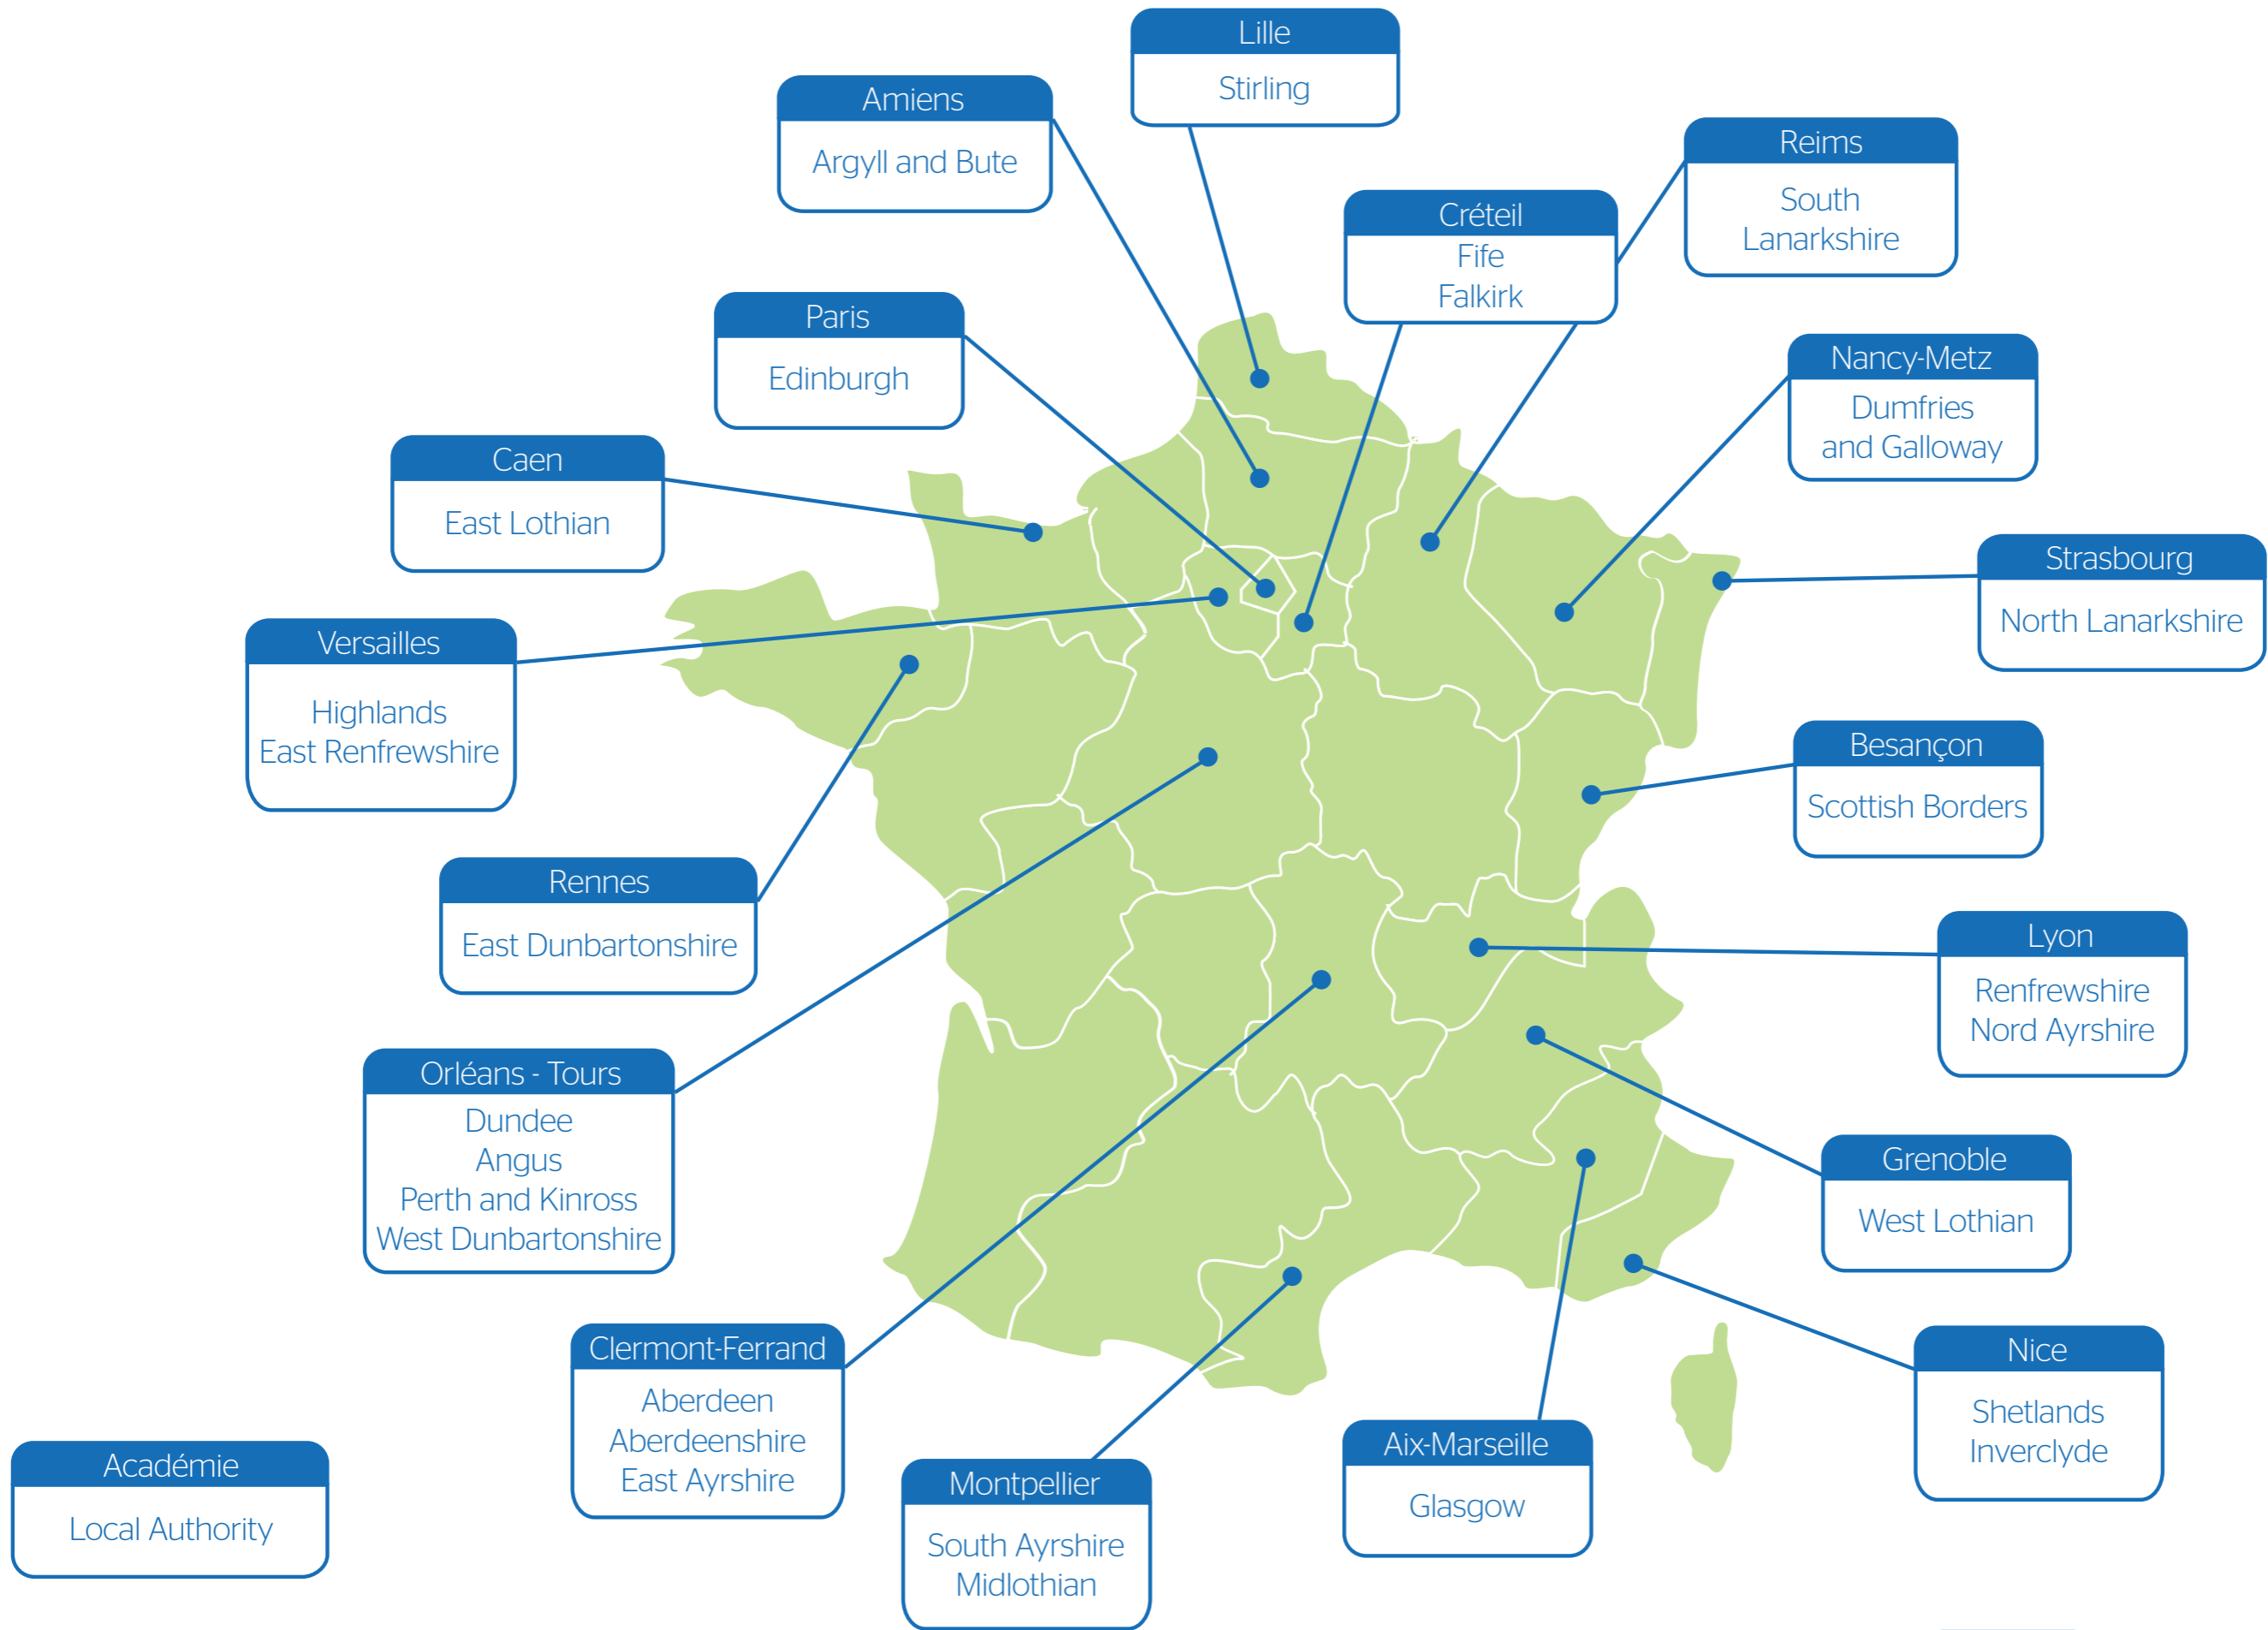 Lille
Stirling
Amiens
Argyll and Bute
Reims
South
Lanarkshire
Créteil
Fife
Falkirk
Paris
Edinburgh
Nancy-Metz
Dumfries
and Galloway
Caen
East Lothian
Strasbourg
North Lanarkshire
Versailles
Highlands
East Renfrewshire
Besançon
Scottish Borders
Rennes
East Dunbartonshire
Lyon
Renfrewshire
Nord Ayrshire
Orléans - Tours
Dundee
Angus
Perth and Kinross
West Dunbartonshire
Grenoble
West Lothian
Clermont-Ferrand
Aberdeen
Aberdeenshire
East Ayrshire
Nice
Shetlands
Inverclyde
Aix-Marseille
Glasgow
Académie
Local Authority
Montpellier
South Ayrshire
Midlothian